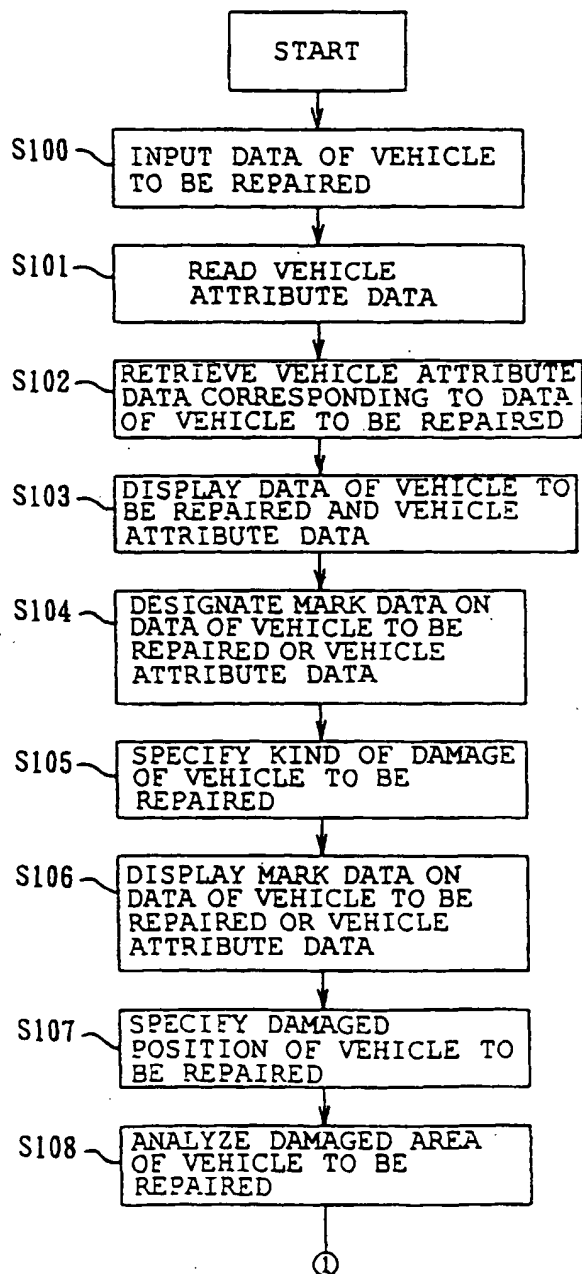 START
S100
INPUT DATA OF VEHICLE
TO BE REPAIRED
S101
READ VEHICLE
ATTRIBUTE DATA
S102
RETRIEVE VEHICLE ATTRIBUTE
DATA CORRESPONDING TO DATA
OF VEHICLE TO BE REPAIRED
S103
DISPLAY DATA OF VEHICLE TO
BE REPAIRED AND VEHICLE
ATTRIBUTE DATA
S104
DESIGNATE MARK DATA ON
DATA OF VEHICLE TO BE
REPAIRED OR VEHICLE
ATTRIBUTE DATA
S105
SPECIFY KIND OF DAMAGE
OF VEHICLE TO BE
REPAIRED
S106
DISPLAY MARK DATA ON
DATA OF VEHICLE TO BE
REPAIRED OR VEHICLE
ATTRIBUTE DATA
S107
SPECIFY DAMAGED
POSITION OF VEHICLE TO
BE REPAIRED
S108
ANALYZE DAMAGED AREA
OF VEHICLE TO BE
REPAIRED
①